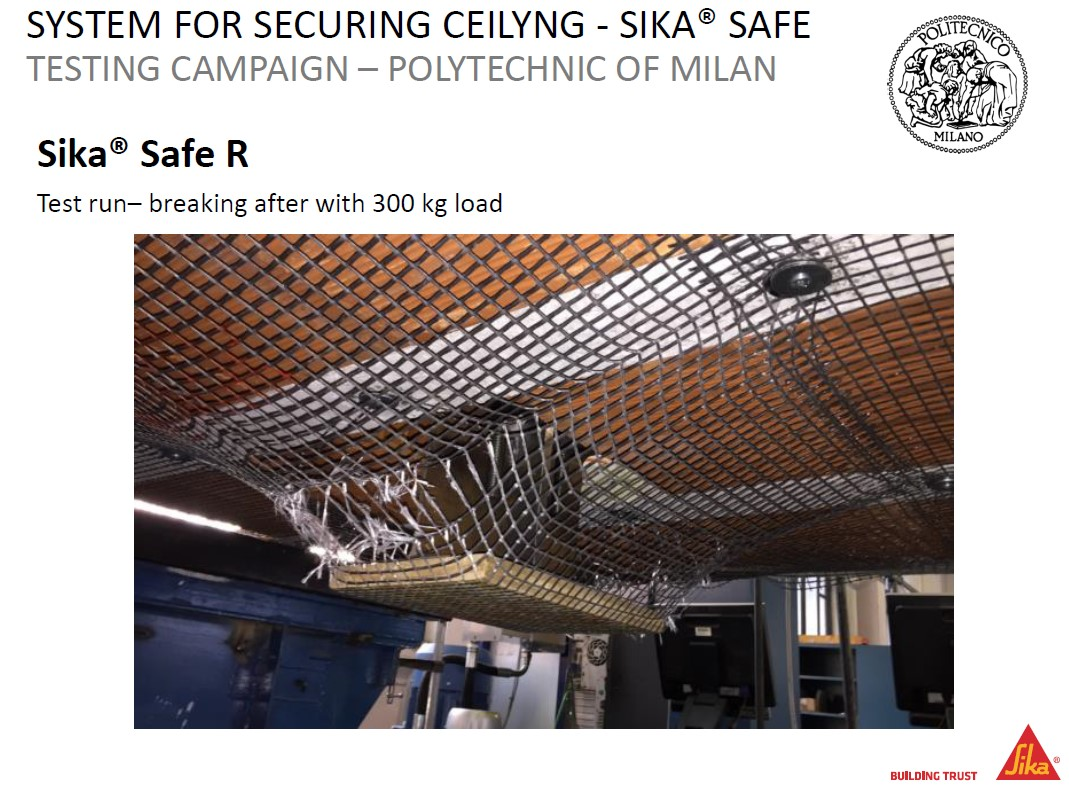 SYSTEM FOR SECURING CEILYNG - SIKA® SAFE
TESTING CAMPAIGN – POLYTECHNIC OF MILAN
POLITECNICO
MILANO
Sika® Safe R
Test run– breaking after with 300 kg load
BUILDING TRUST
Sika®